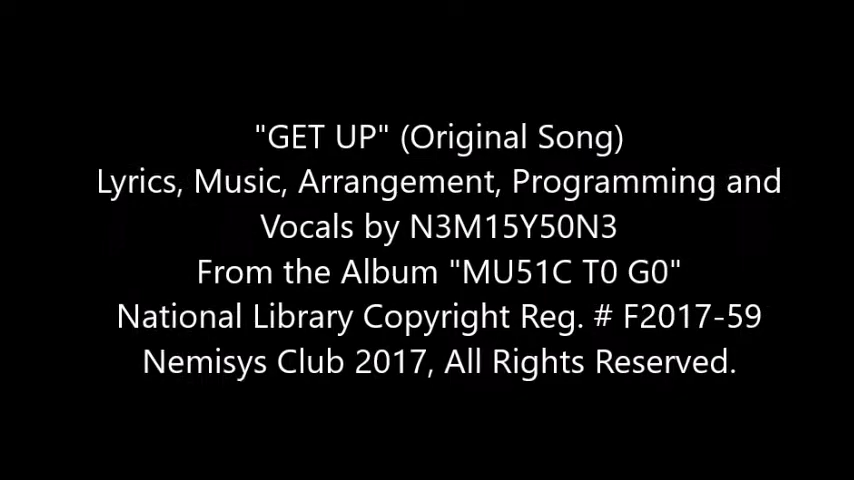 "GET UP" (Original Song)
Lyrics, Music, Arrangement, Programming and
Vocals by N3M15Y50N3
From the Album "MU51C T0 G0"
National Library Copyright Reg. # F2017-59
Nemisys Club 2017, All Rights Reserved.